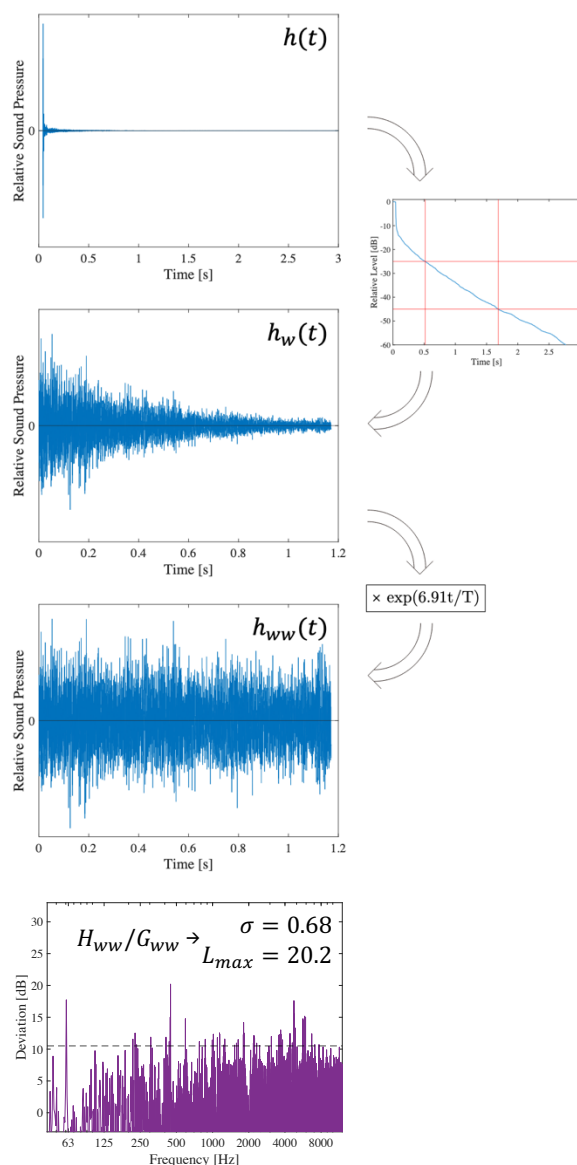 h(t)
Relative Sound Pressure
0
0 0.5 1 1.5 2 2.5 3
Time [s]
0
-10
-20
-30
-40
-50
-60
Relative Level [dB]
0 0.5 1 1.5 2 2.5
Time [s]
h_w(t)
Relative Sound Pressure
0
0 0.2 0.4 0.6 0.8 1 1.2
Time [s]
× exp(6.91t/T)
h_ww(t)
Relative Sound Pressure
0
0 0.2 0.4 0.6 0.8 1 1.2
Time [s]
H_ww/G_ww → σ = 0.68
L_max = 20.2
30
25
20
15
10
5
0
Deviation [dB]
63 125 250 500 1000 2000 4000 8000
Frequency [Hz]